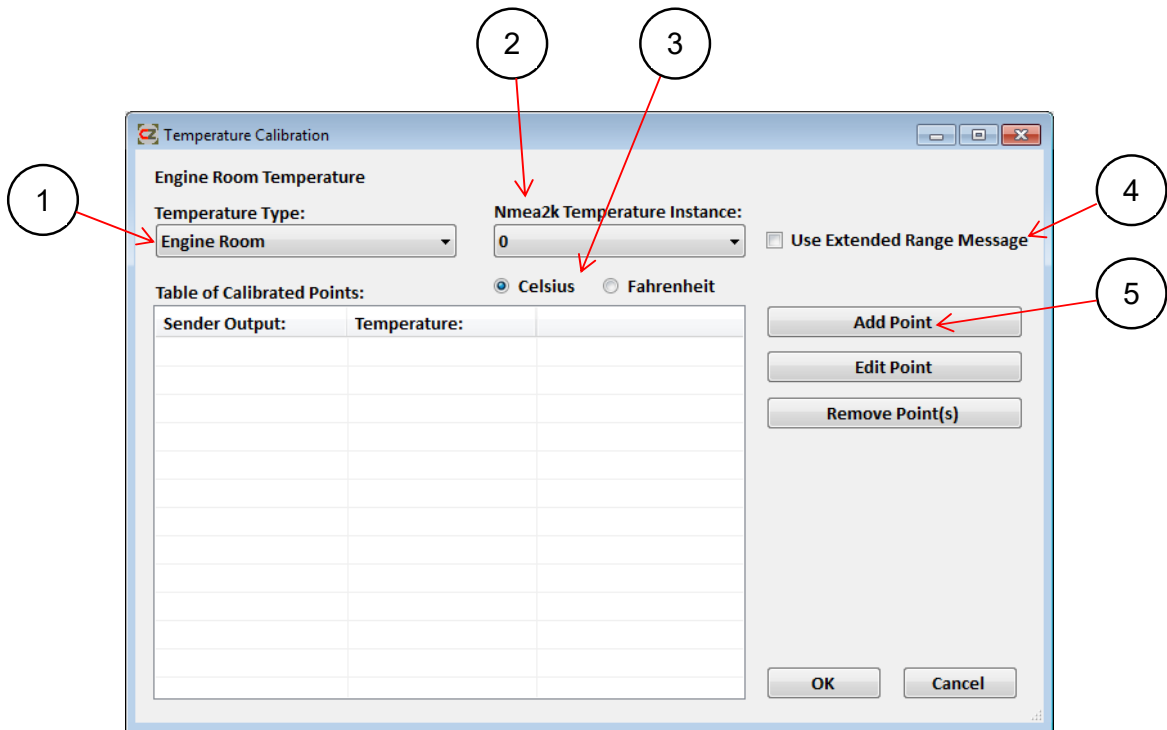 2
3
Temperature Calibration
1
4
Engine Room Temperature
Temperature Type:
Nmea2k Temperature Instance:
Engine Room
0
Use Extended Range Message
5
Celsius
Fahrenheit
Table of Calibrated Points:
Sender Output:
Temperature:
Add Point
Edit Point
Remove Point(s)
OK
Cancel